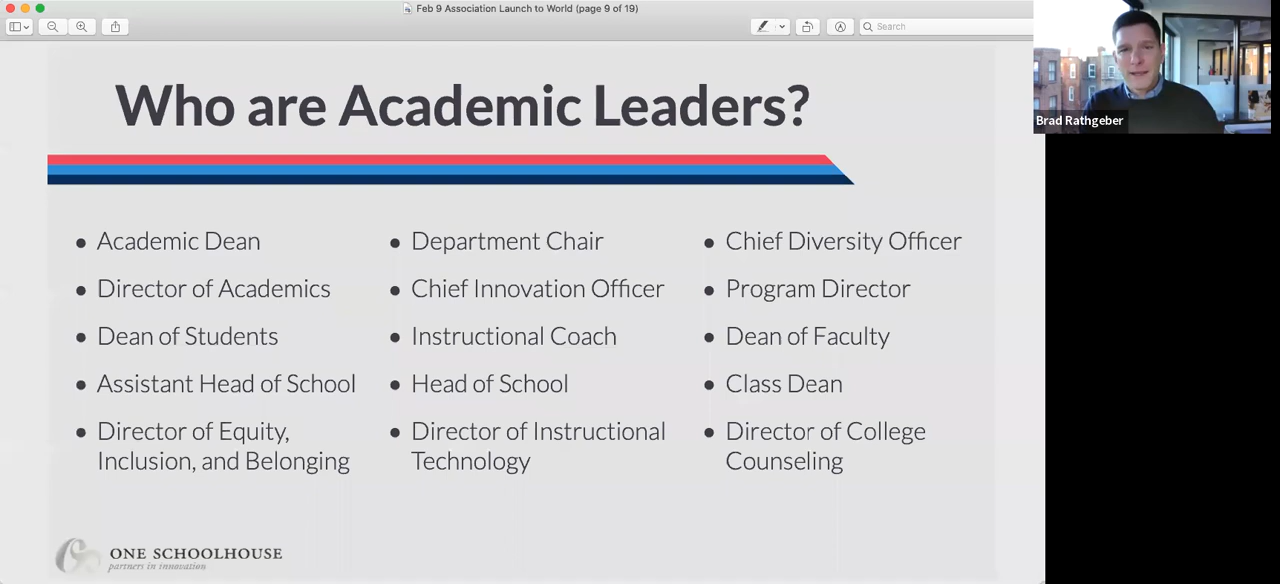 Feb 9 Association Launch to World (page 9 of 19)
Search
Brad Rathgeber
Who are Academic Leaders?
• Academic Dean
• Director of Academics
• Dean of Students
• Assistant Head of School
• Director of Equity,
Inclusion, and Belonging
• Department Chair
• Chief Innovation Officer
• Instructional Coach
• Head of School
• Director of Instructional
Technology
• Chief Diversity Officer
• Program Director
• Dean of Faculty
• Class Dean
• Director of College
Counseling
ONE SCHOOLHOUSE
partners in innovation